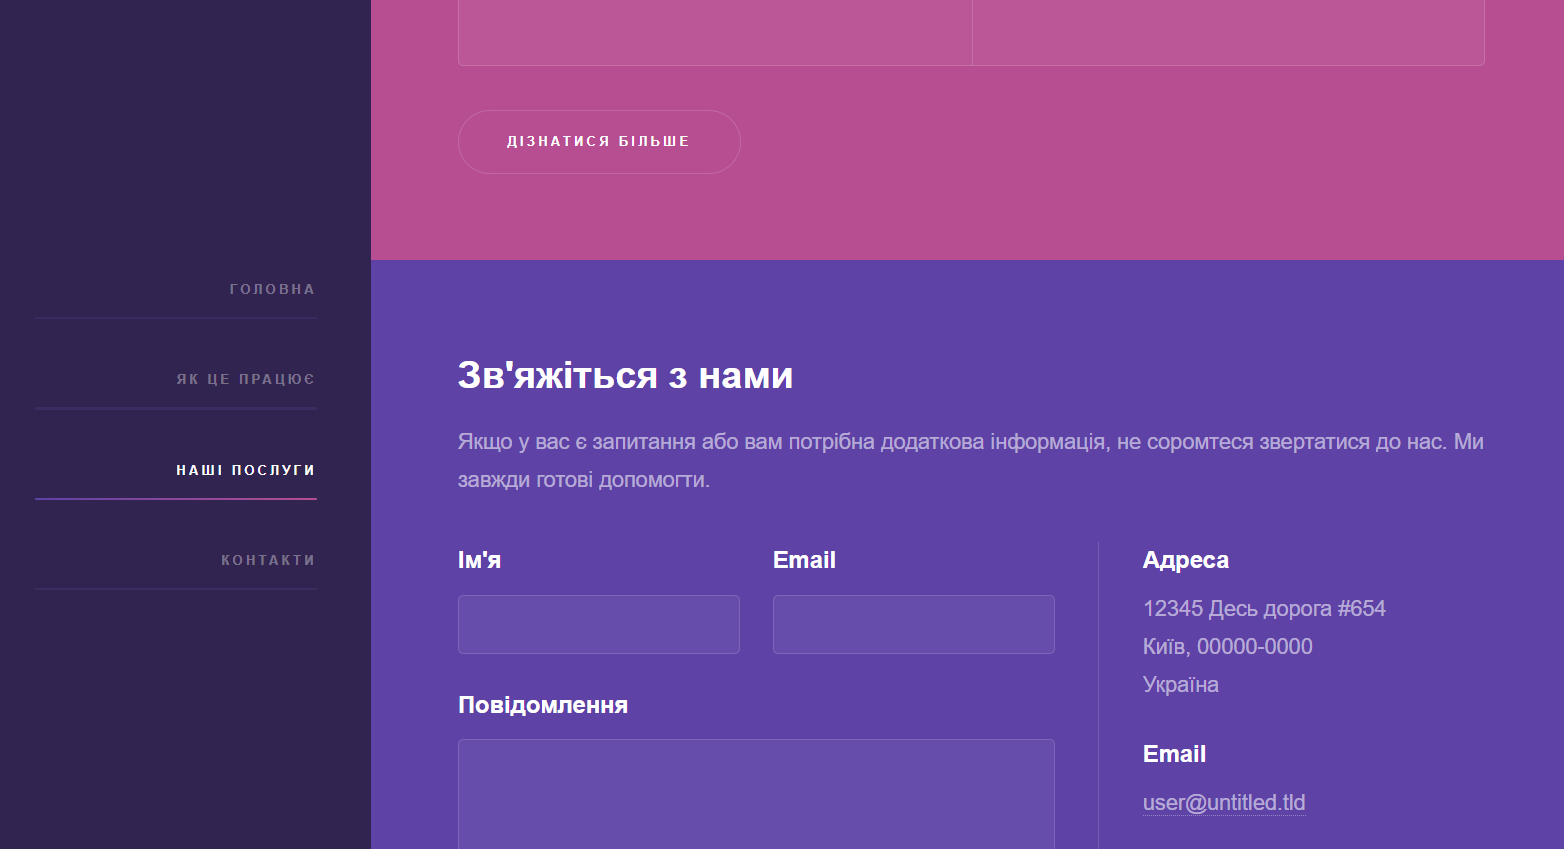 ГОЛОВНА
ЯК ЦЕ ПРАЦЮЄ
НАШІ ПОСЛУГИ
КОНТАКТИ
ДІЗНАТИСЯ БІЛЬШЕ
Зв'яжіться з нами
Якщо у вас є запитання або вам потрібна додаткова інформація, не соромтеся звертатися до нас. Ми
завжди готові допомогти.
Ім'я
Email
Повідомлення
Адреса
12345 Десь дорога #654
Київ, 00000-0000
Україна
Email
user@untitled.tld